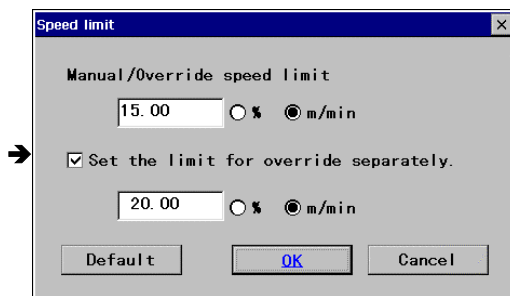 Speed limit
Manual/Override speed limit
15.00 % m/min
Set the limit for override separately.
20.00 % m/min
Default OK Cancel